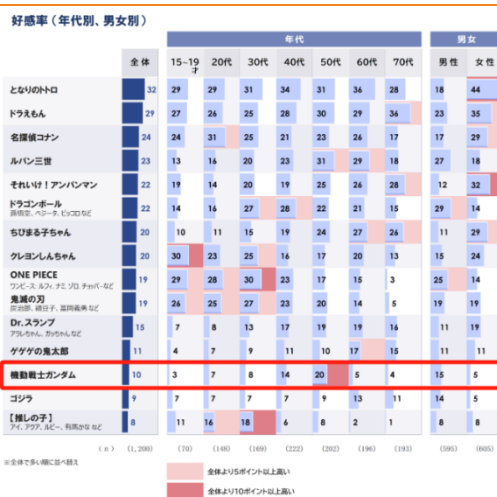 好感率（年代別、男女別）
年代 男女
全体 15~19才 20代 30代 40代 50代 60代 70代 男性 女性
となりのトトロ 32 29 29 31 34 31 36 28 18 44
ドラえもん 29 27 26 25 28 30 29 36 23 35
名探偵コナン 24 24 31 25 21 23 26 17 17 29
ルパン三世 23 13 16 20 23 31 29 18 27 18
それいけ！アンパンマン 22 19 14 20 19 25 26 28 12 32
ドラゴンボール 22 14 16 27 28 22 21 15 29 14
孫悟空、ベジータ、ピッコロなど
ちびまる子ちゃん 20 10 11 15 19 24 27 26 11 29
クレヨンしんちゃん 20 30 23 25 16 17 20 13 15 24
ONE PIECE 19 29 28 30 23 17 15 3 25 14
ワンピース: ルフィ、ナミ、ゾロ、チョッパーなど
鬼滅の刃 19 26 25 27 23 20 14 5 19 19
炭治郎、禰豆子、冨岡義勇など
Dr.スランプ 15 7 8 13 17 19 19 16 11 19
アラレちゃん、ガッちゃんなど
ゲゲゲの鬼太郎 11 4 7 9 11 10 17 15 11 11
機動戦士ガンダム 10 3 7 8 14 20 5 4 15 5
ゴジラ 9 7 7 7 7 9 13 11 14 5
【推しの子】 8 11 16 18 6 8 2 1 8 8
アイ、アクア、ルビー、有馬かななど
(n) (1,200) (70) (148) (169) (222) (202) (196) (193) (595) (605)
※全体で多い順に並べ替え
全体より5ポイント以上高い
全体より10ポイント以上高い